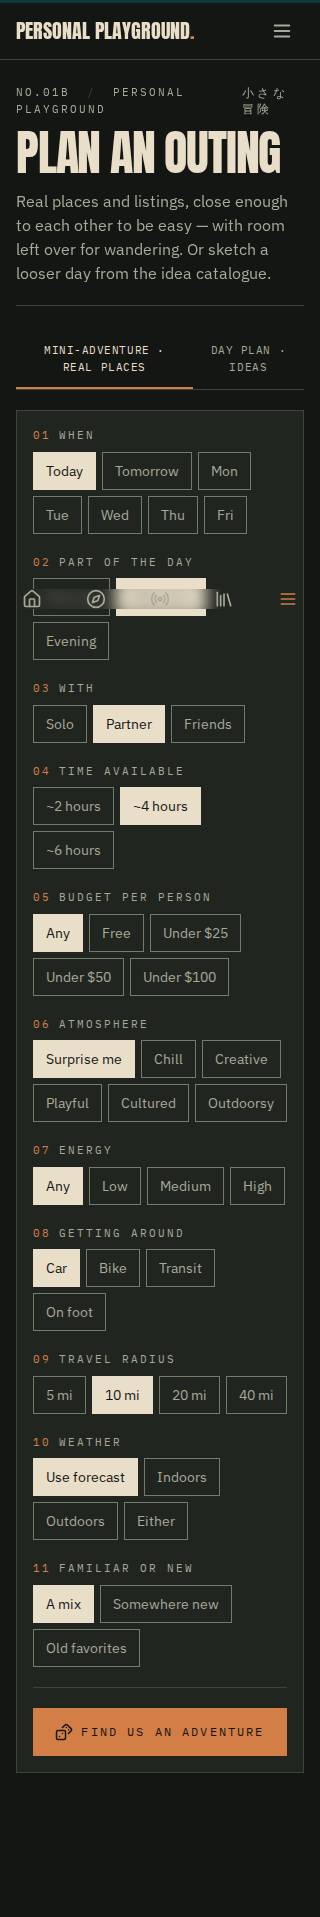 PERSONAL PLAYGROUND.
NO.01B / PERSONAL
PLAYGROUND
小さな
冒険
PLAN AN OUTING
Real places and listings, close enough
to each other to be easy — with room
left over for wandering. Or sketch a
looser day from the idea catalogue.
MINI-ADVENTURE ·
REAL PLACES
DAY PLAN ·
IDEAS
01 WHEN
Today Tomorrow Mon
Tue Wed Thu Fri
02 PART OF THE DAY
Evening
03 WITH
Solo Partner Friends
04 TIME AVAILABLE
~2 hours ~4 hours
~6 hours
05 BUDGET PER PERSON
Any Free Under $25
Under $50 Under $100
06 ATMOSPHERE
Surprise me Chill Creative
Playful Cultured Outdoorsy
07 ENERGY
Any Low Medium High
08 GETTING AROUND
Car Bike Transit
On foot
09 TRAVEL RADIUS
5 mi 10 mi 20 mi 40 mi
10 WEATHER
Use forecast Indoors
Outdoors Either
11 FAMILIAR OR NEW
A mix Somewhere new
Old favorites
FIND US AN ADVENTURE